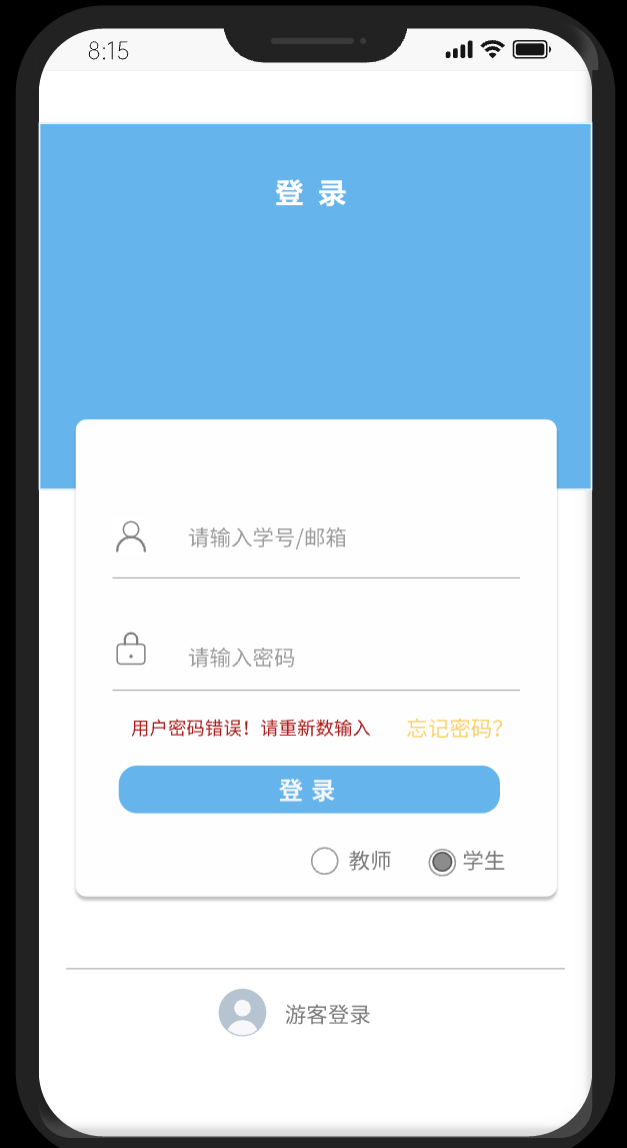 8:15
登 录
请输入学号/邮箱
请输入密码
用户密码错误！请重新数输入 忘记密码?
登 录
教师 学生
游客登录